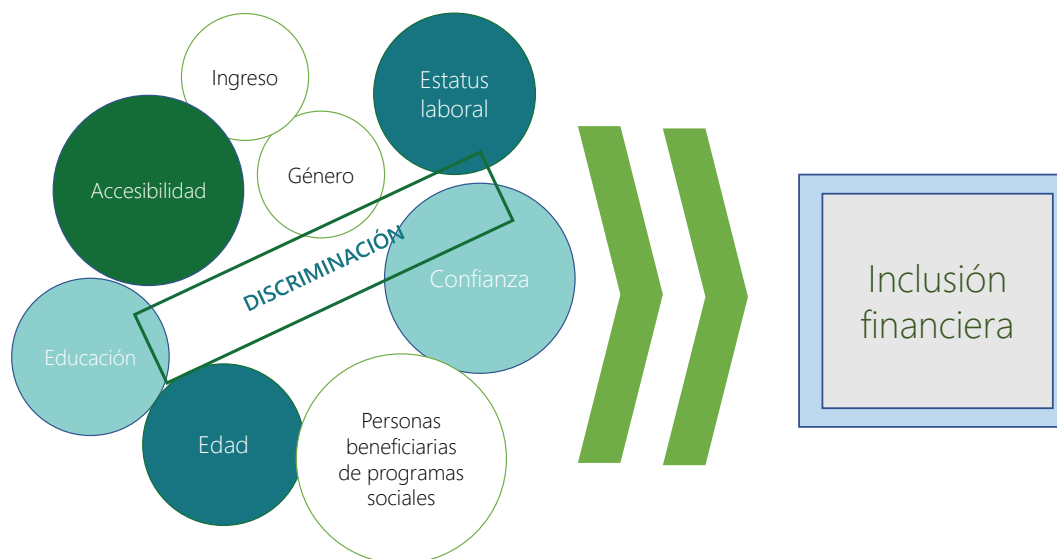 Ingreso
Estatus
laboral
Accesibilidad
Género
DISCRIMINACIÓN
Confianza
Educación
Edad
Personas
beneficiarias
de programas
sociales
Inclusión
financiera